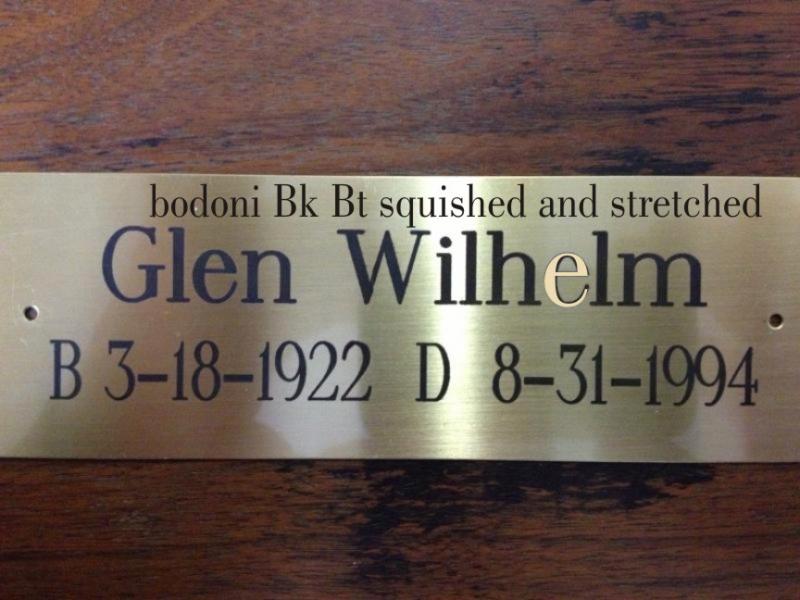 bodoni Bk Bt squished and stretched
Glen Wilhelm
B 3-18-1922 D 8-31-1994